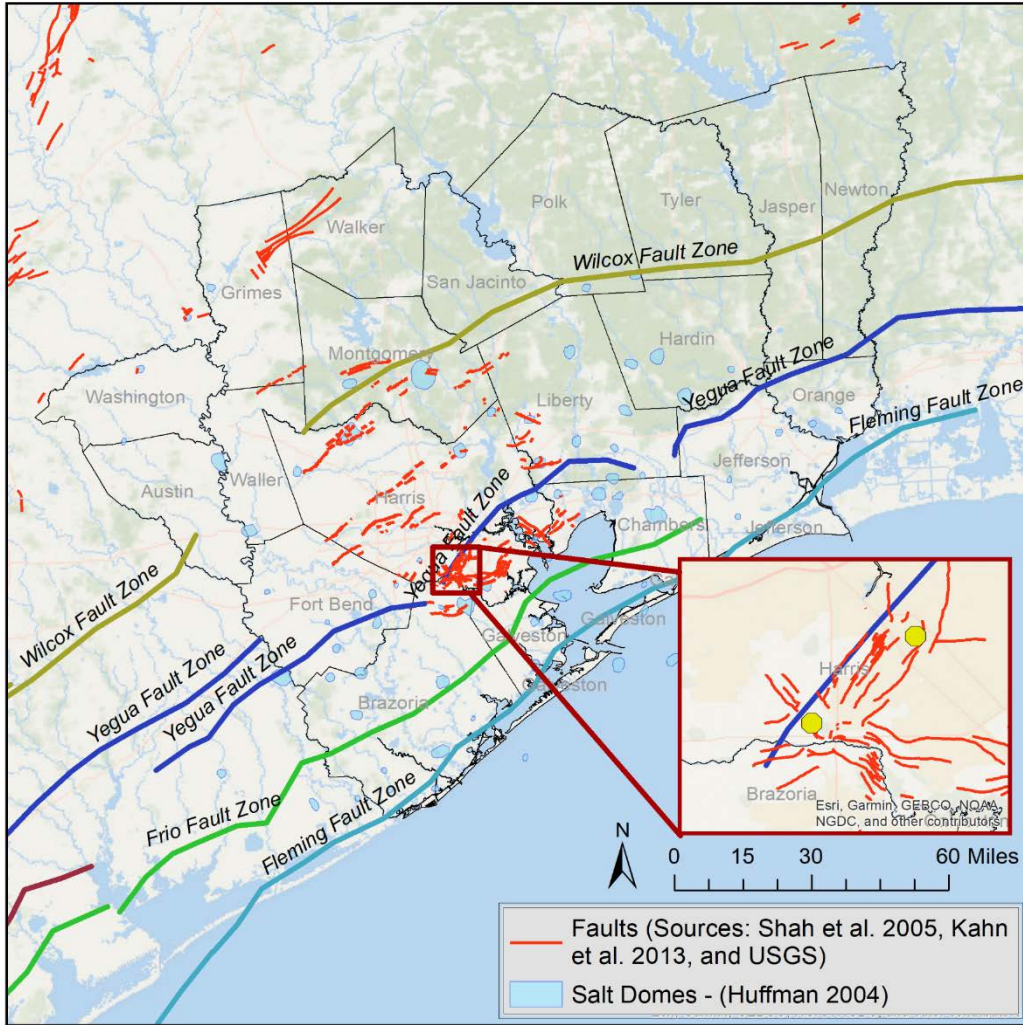 Walker
Polk
Tyler
Jasper
Newton
Wilcox Fault Zone
Grimes
San Jacinto
Hardin
Montgomery
Yegua Fault Zone
Washington
Liberty
Orange
Fleming Fault Zone
Waller
Jefferson
Austin
Harris
Yegua Fault Zone
Chambers
Jefferson
Fort Bend
Wilcox Fault Zone
Galveston
Galveston
Galveston
Yegua Fault Zone
Yegua Fault Zone
Brazoria
Harris
Brazoria
Esri, Garmin, GEBCO, NOAA,
NGDC, and other contributors
Frio Fault Zone
Fleming Fault Zone
N
0 15 30 60 Miles
Faults (Sources: Shah et al. 2005, Kahn
et al. 2013, and USGS)
Salt Domes - (Huffman 2004)